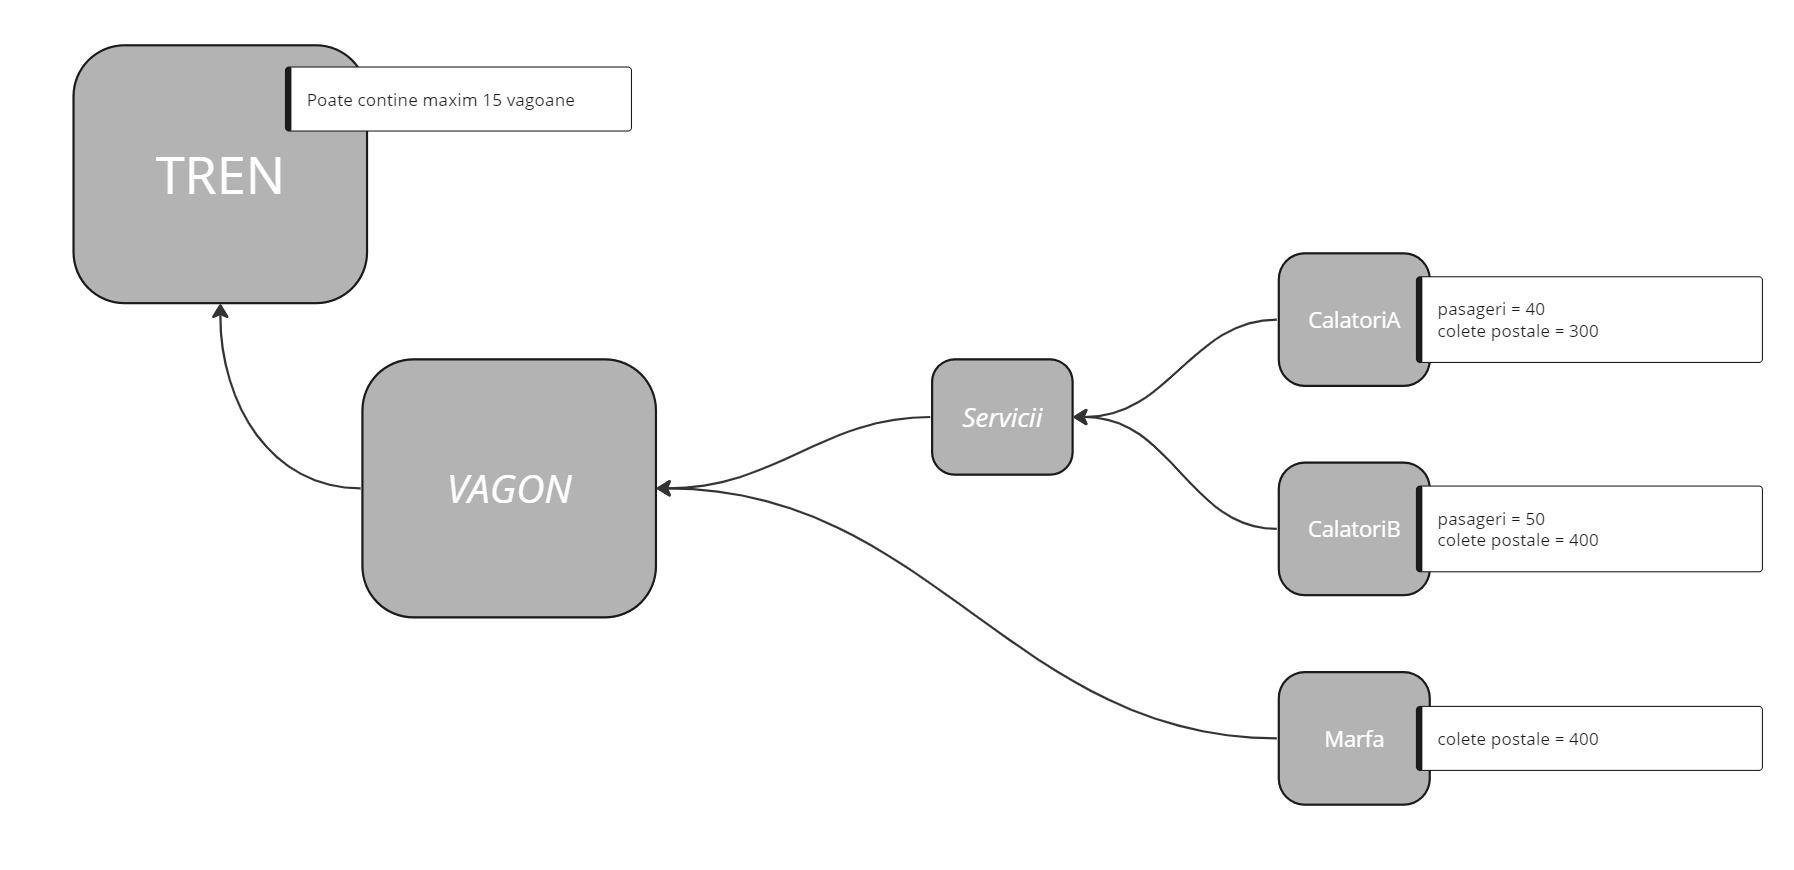 Poate contine maxim 15 vagoane
TREN
VAGON
Servicii
CalatoriA
pasageri = 40
colete postale = 300
CalatoriB
pasageri = 50
colete postale = 400
Marfa
colete postale = 400